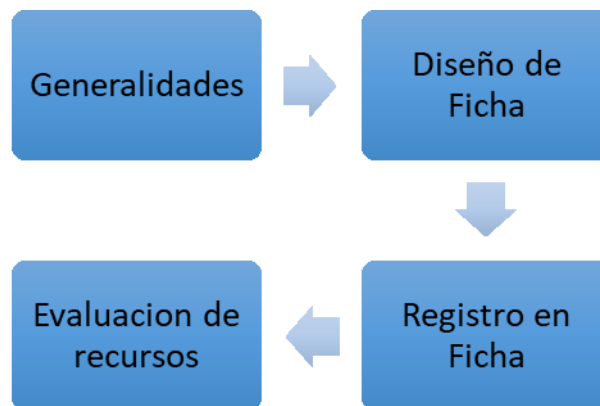 Generalidades
Diseño de
Ficha
Registro en
Ficha
Evaluacion de
recursos